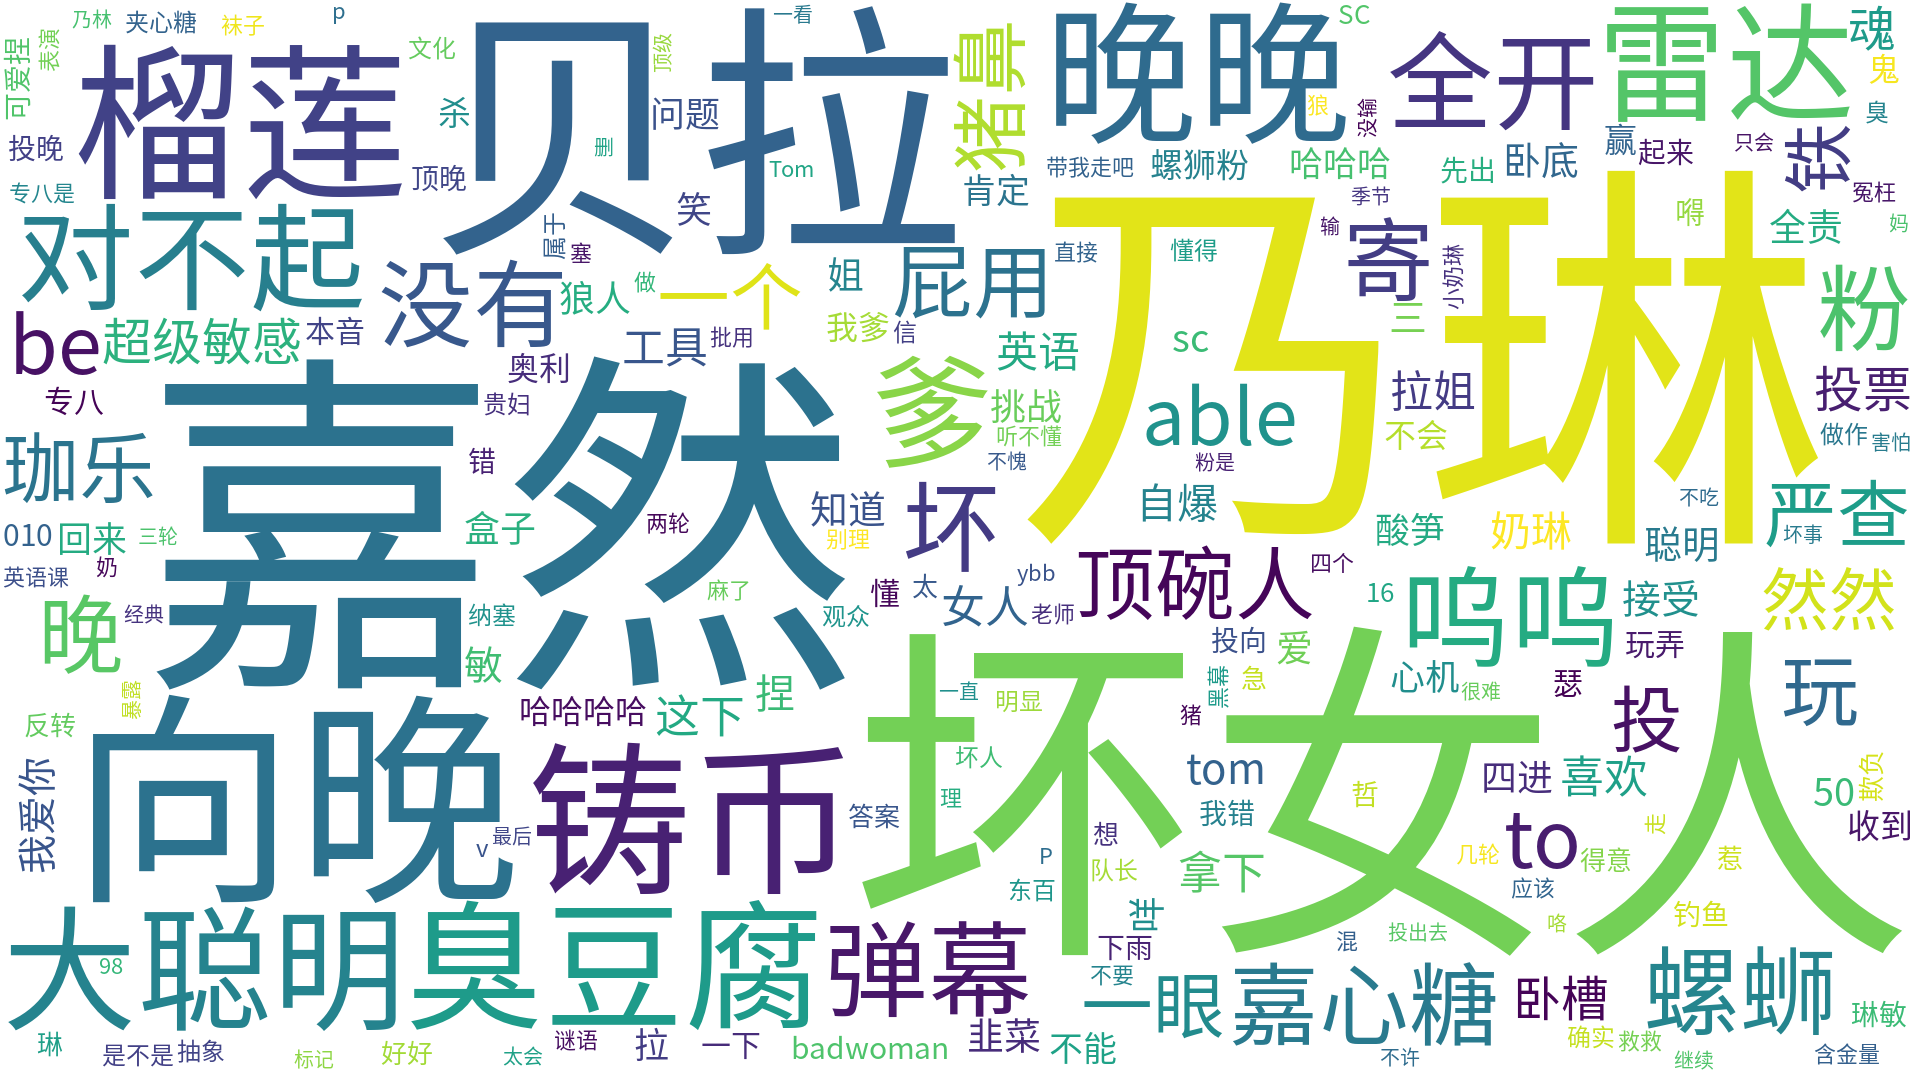 乃林 夹心糖 袜子 p 一看 SC
可爱捏 表演 榴莲 文化 贝拉 顶级 猪鼻 晚晚 全开 雷达 魂
鬼 杀 问题 狼 没输 臭
投晚 删 Tom 带我走吧 螺狮粉 哈哈哈 先出 卧底 赢 起来 只会 铁
专八是 顶晚 笑 肯定 季节 冤枉
对不起 属于 塞 姐 屁用 直接 懂得 输 寄 小奶琳 嘚 全责 妈
没有 狼人 做 一个 乃琳 三 粉
be 超级敏感 本音 工具 批用 我爹 信 英语 sc
专八 奥利 贵妇 爹 挑战 able 拉姐 投票
嘉然 听不懂 不会 做作 害怕
珈乐 错 不愧 粉是
010 回来 三轮 盒子 两轮 知道 别理 坏 自爆 酸笋 奶琳 不吃 聪明 严查 坏事
英语课 奶 麻了 懂 太 ybb 顶碗人 四个
晚 经典 纳塞 观众 女人 老师 16 呜呜 接受 然然
敏 投向 爱 玩弄
暴露 哈哈哈哈 这下 捏 一直 明显 黑幕 急 心机 很难 瑟 投 玩
反转 向晚 猪 坏女人
我爱你 铸币 坏人 tom 四进 喜欢 欺负
理 哲 50
v 最后 答案 想 我错 to 走 收到
P 队长 拿下 几轮 得意 惹
东百 应该
大聪明 臭豆腐 弹幕 甜 钓鱼
98 下雨 混 投出去 咯
不要 一眼 嘉心糖 卧槽 螺蛳
琳 是不是 抽象 谜语 拉 一下 badwoman 韭菜 不能 确实 救救 琳敏
标记 好好 太会 不许 继续 含金量